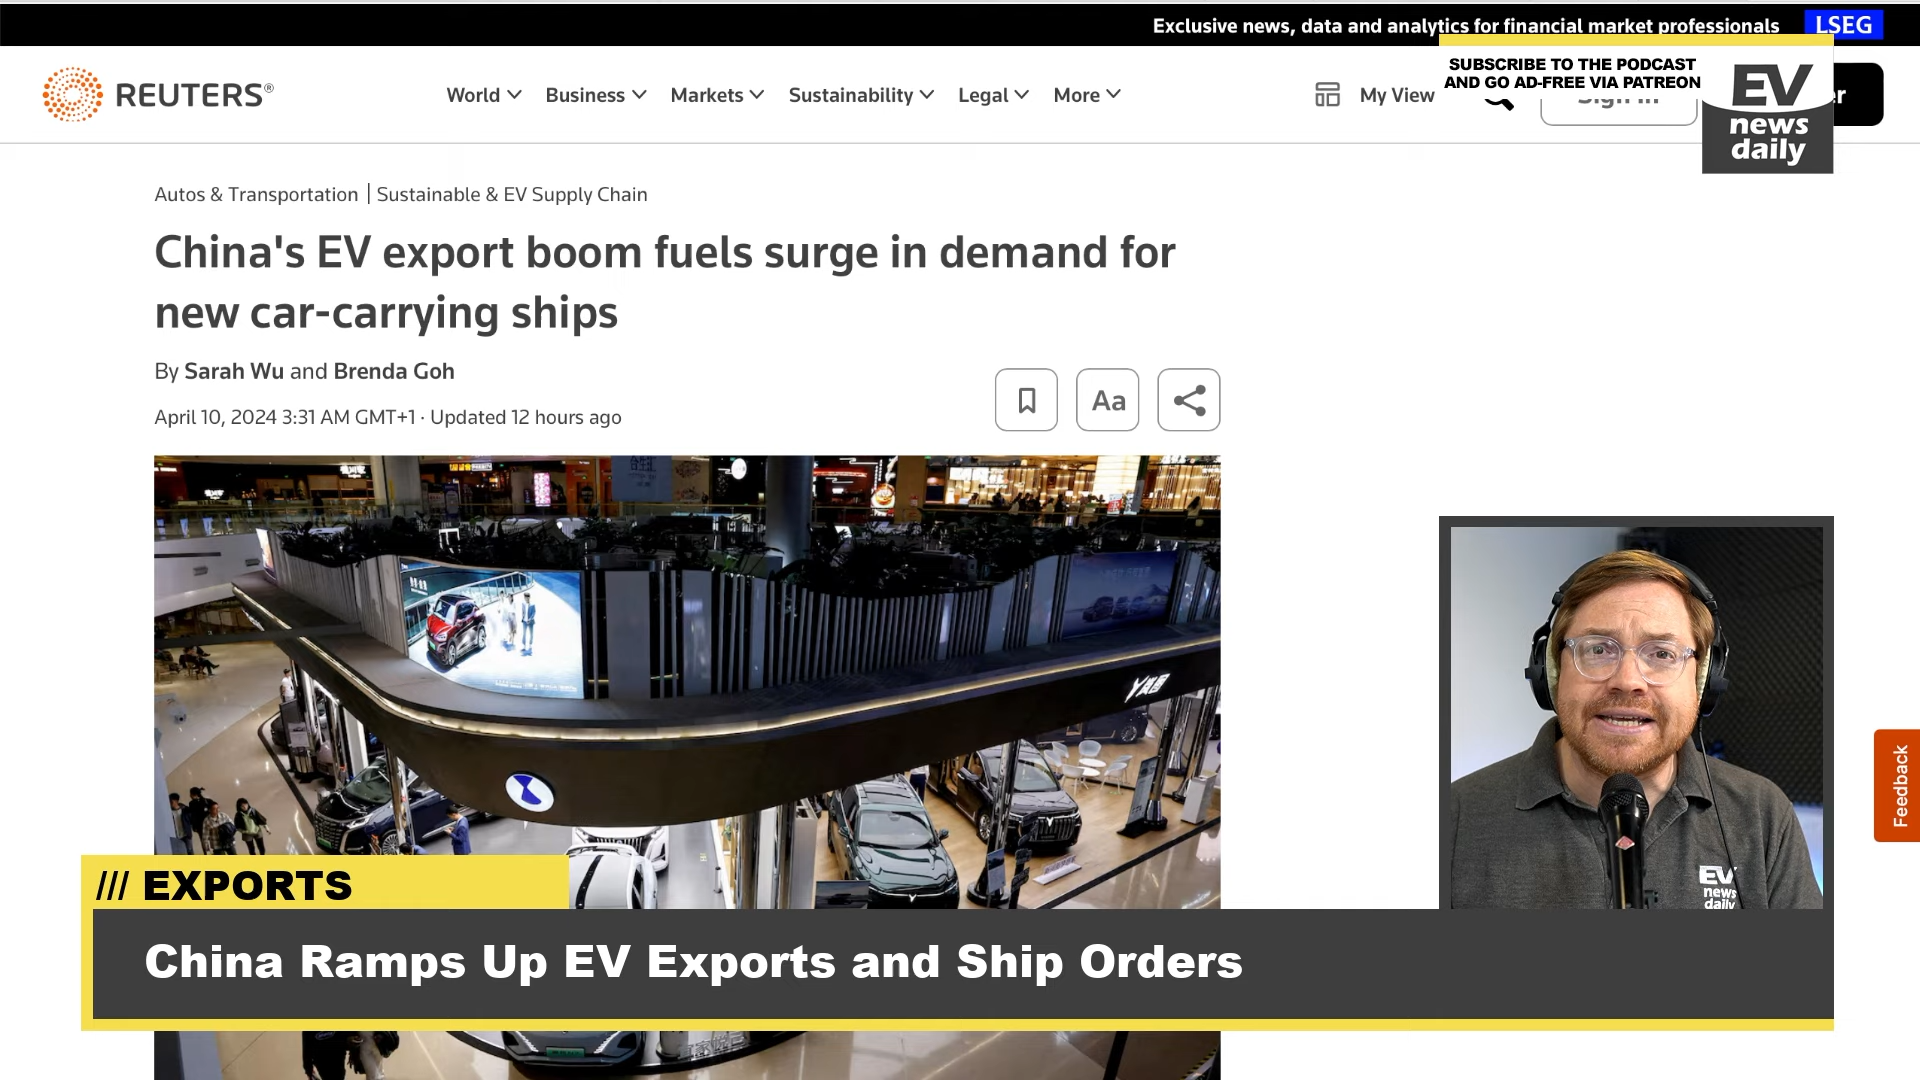 Exclusive news, data and analytics for financial market professionals
LSEG
REUTERS®
World
Business
Markets
Sustainability
Legal
More
My View
SUBSCRIBE TO THE PODCAST
AND GO AD-FREE VIA PATREON
EV
news
daily
Autos & Transportation | Sustainable & EV Supply Chain
China's EV export boom fuels surge in demand for
new car-carrying ships
By Sarah Wu and Brenda Goh
April 10, 2024 3:31 AM GMT+1 · Updated 12 hours ago
Aa
Feedback
EV
news
daily
/// EXPORTS
China Ramps Up EV Exports and Ship Orders